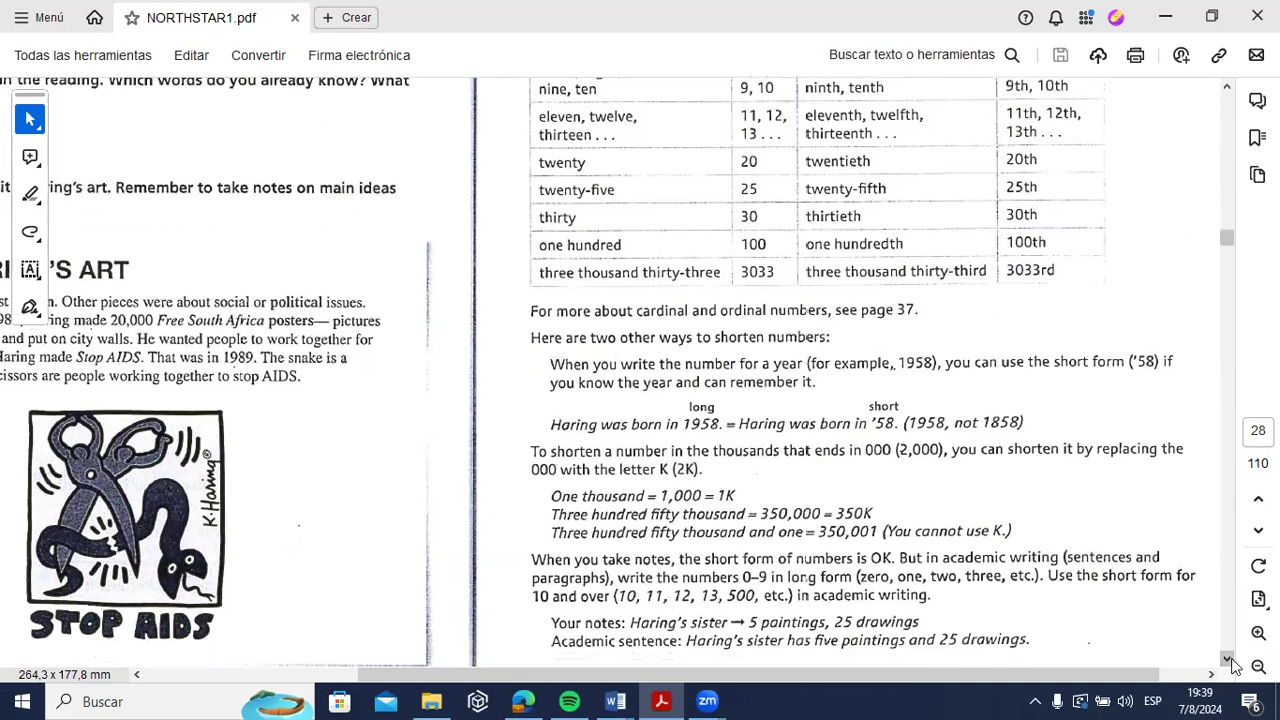 Menú
NORTHSTAR1.pdf
Crear
Todas las herramientas
Editar
Convertir
Firma electrónica
Buscar texto o herramientas
in the reading. Which words do you already know? What
ing's art. Remember to take notes on main ideas
'S ART
n. Other pieces were about social or political issues.
ing made 20,000 Free South Africa posters— pictures
and put on city walls. He wanted people to work together for
Haring made Stop AIDS. That was in 1989. The snake is a
cissors are people working together to stop AIDS.
K.Haring
STOP AIDS
nine, ten 9, 10 ninth, tenth 9th, 10th
eleven, twelve, 11, 12, eleventh, twelfth, 11th, 12th,
thirteen . . . 13 . . . thirteenth . . . 13th . . .
twenty 20 twentieth 20th
twenty-five 25 twenty-fifth 25th
thirty 30 thirtieth 30th
one hundred 100 one hundredth 100th
three thousand thirty-three 3033 three thousand thirty-third 3033rd
For more about cardinal and ordinal numbers, see page 37.
Here are two other ways to shorten numbers:
When you write the number for a year (for example, 1958), you can use the short form ('58) if
you know the year and can remember it.
long short
Haring was born in 1958. = Haring was born in '58. (1958, not 1858)
To shorten a number in the thousands that ends in 000 (2,000), you can shorten it by replacing the
000 with the letter K (2K).
One thousand = 1,000 = 1K
Three hundred fifty thousand = 350,000 = 350K
Three hundred fifty thousand and one = 350,001 (You cannot use K.)
When you take notes, the short form of numbers is OK. But in academic writing (sentences and
paragraphs), write the numbers 0–9 in long form (zero, one, two, three, etc.). Use the short form for
10 and over (10, 11, 12, 13, 500, etc.) in academic writing.
Your notes: Haring's sister → 5 paintings, 25 drawings
Academic sentence: Haring's sister has five paintings and 25 drawings.
28
110
264,3 x 177,8 mm
Buscar
zm
ESP
19:39
7/8/2024
6